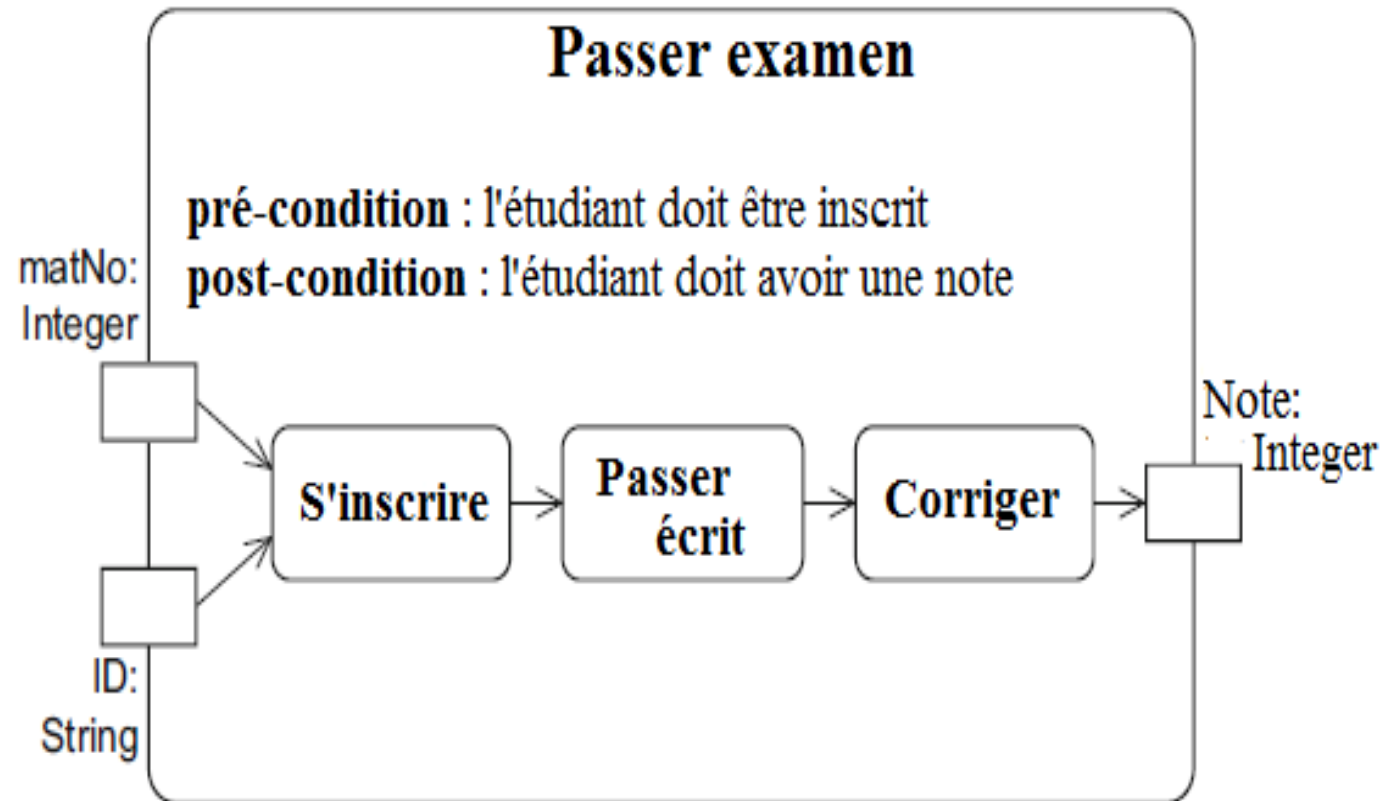 Passer examen
pré-condition : l'étudiant doit être inscrit
post-condition : l'étudiant doit avoir une note
matNo:
Integer
S'inscrire
Passer
écrit
Corriger
Note:
Integer
ID:
String